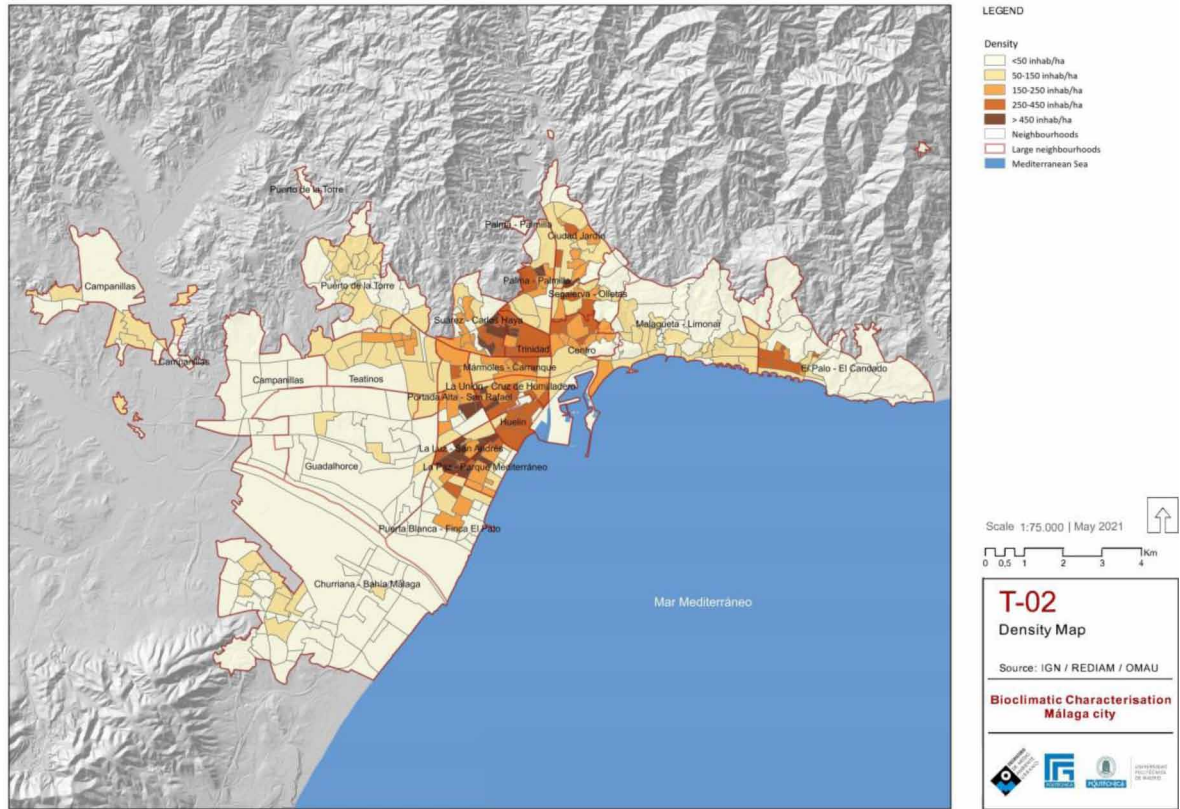 Puerto de la Torre
Palma - Palmilla
Ciudad Jardín
Campanillas
Puerto de la Torre
Palma - Palmilla
Segalerva - Olletas
Suárez - Carlos Haya
Malagueta - Limonar
Trinidad
Centro
Campanillas
Mármoles - Carranque
El Palo - El Candado
Campanillas
Teatinos
La Unión - Cruz de Humilladero
Portada Alta - San Rafael
Huelin
La Luz - San Andrés
Guadalhorce
La Paz - Parque Mediterráneo
Puerta Blanca - Finca El Pato
Churriana - Bahía Málaga
Mar Mediterráneo
LEGEND
Density
<50 inhab/ha
50-150 inhab/ha
150-250 inhab/ha
250-450 inhab/ha
> 450 inhab/ha
Neighbourhoods
Large neighbourhoods
Mediterranean Sea
Scale 1:75.000 | May 2021
Km
0 0,5 1 2 3 4
T-02
Density Map
Source: IGN / REDIAM / OMAU
Bioclimatic Characterisation
Málaga city
POLITÉCNICA
UNIVERSIDAD
POLITÉCNICA
DE MADRID